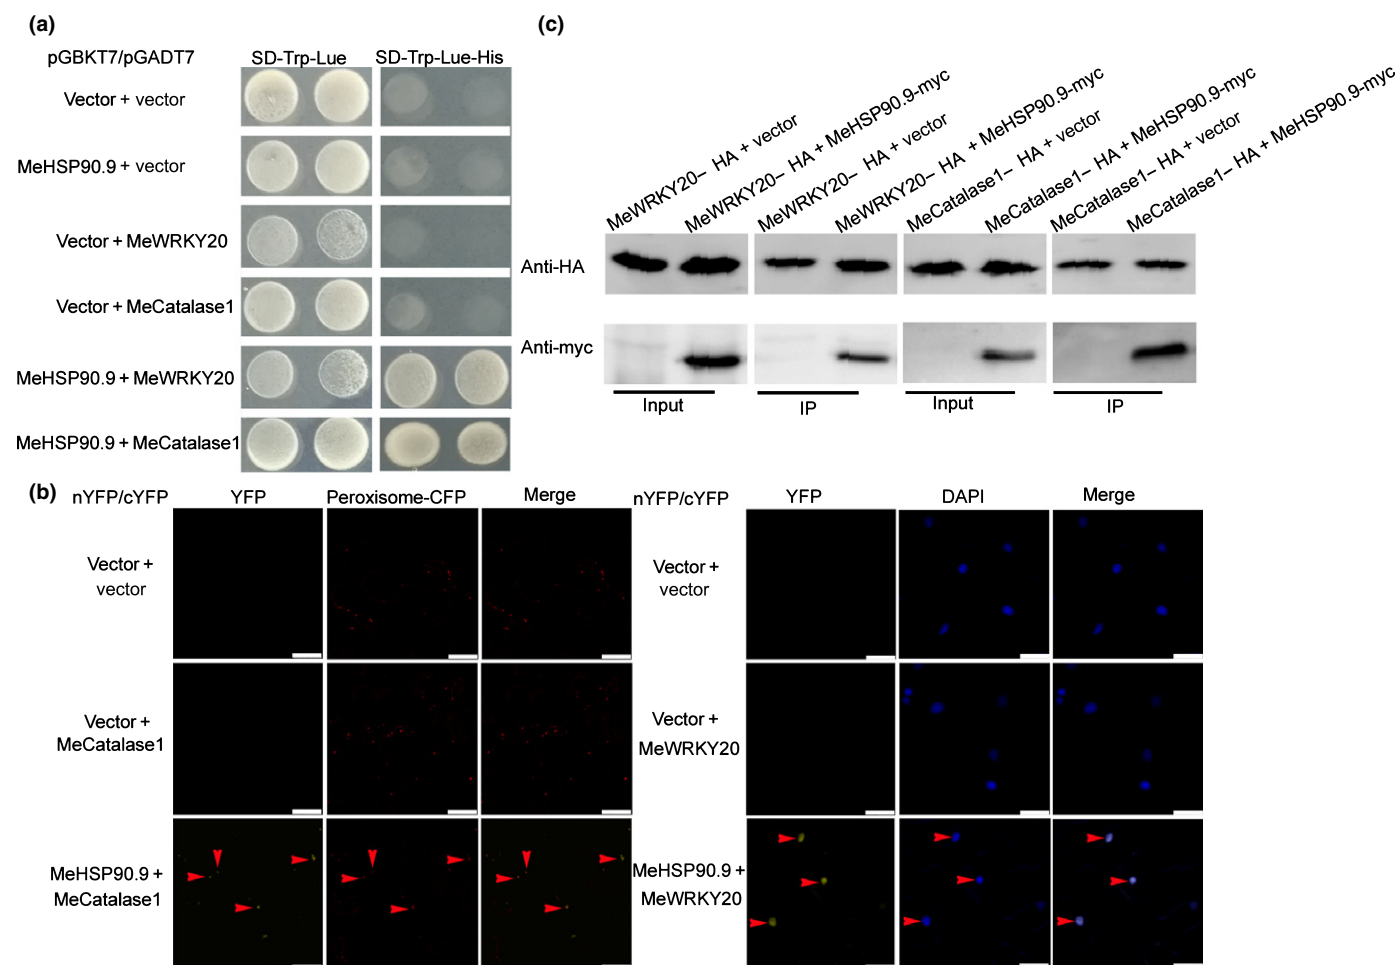 (a)
pGBKT7/pGADT7
SD-Trp-Lue
SD-Trp-Lue-His
Vector + vector
MeHSP90.9 + vector
Vector + MeWRKY20
Vector + MeCatalase1
MeHSP90.9 + MeWRKY20
MeHSP90.9 + MeCatalase1
(c)
MeWRKY20– HA + vector
MeWRKY20– HA + MeHSP90.9-myc
MeWRKY20– HA + vector
MeWRKY20– HA + MeHSP90.9-myc
MeCatalase1– HA + vector
MeCatalase1– HA + MeHSP90.9-myc
MeCatalase1– HA + vector
MeCatalase1– HA + MeHSP90.9-myc
Anti-HA
Anti-myc
Input
IP
Input
IP
(b)
nYFP/cYFP
YFP
Peroxisome-CFP
Merge
Vector +
vector
Vector +
MeCatalase1
MeHSP90.9 +
MeCatalase1
nYFP/cYFP
YFP
DAPI
Merge
Vector +
vector
Vector +
MeWRKY20
MeHSP90.9 +
MeWRKY20